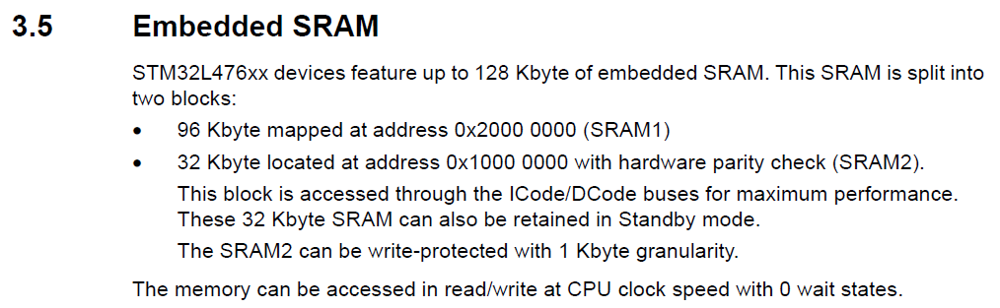 3.5 Embedded SRAM
STM32L476xx devices feature up to 128 Kbyte of embedded SRAM. This SRAM is split into
two blocks:
• 96 Kbyte mapped at address 0x2000 0000 (SRAM1)
• 32 Kbyte located at address 0x1000 0000 with hardware parity check (SRAM2).
This block is accessed through the ICode/DCode buses for maximum performance.
These 32 Kbyte SRAM can also be retained in Standby mode.
The SRAM2 can be write-protected with 1 Kbyte granularity.
The memory can be accessed in read/write at CPU clock speed with 0 wait states.